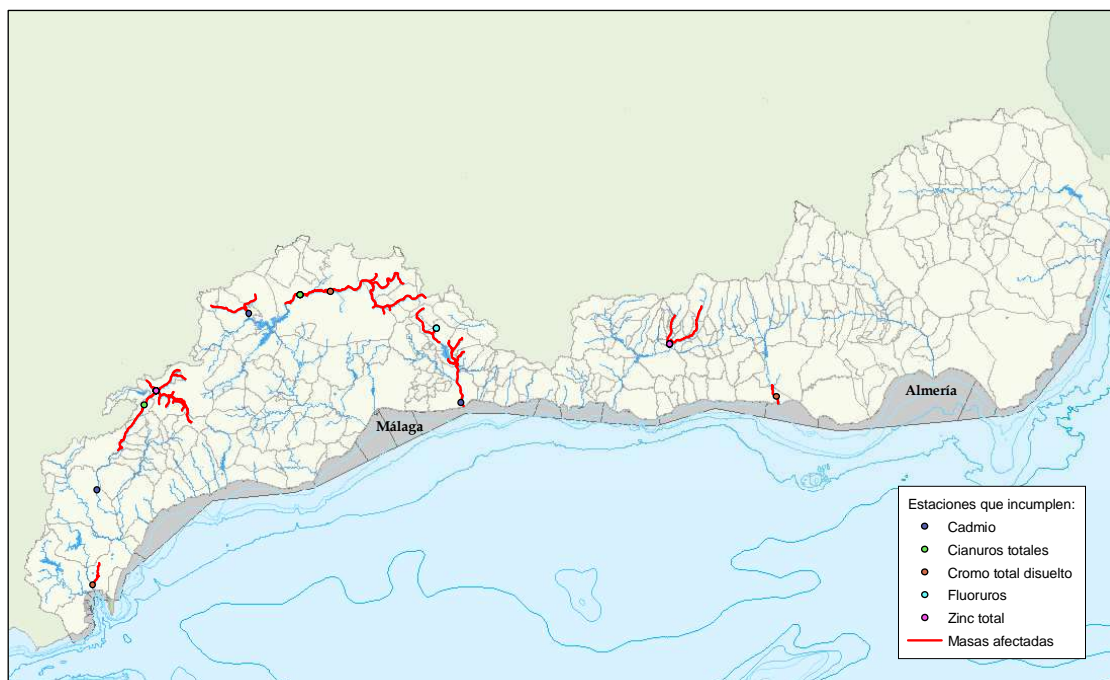 Málaga
Almería
Estaciones que incumplen:
Cadmio
Cianuros totales
Cromo total disuelto
Fluoruros
Zinc total
Masas afectadas